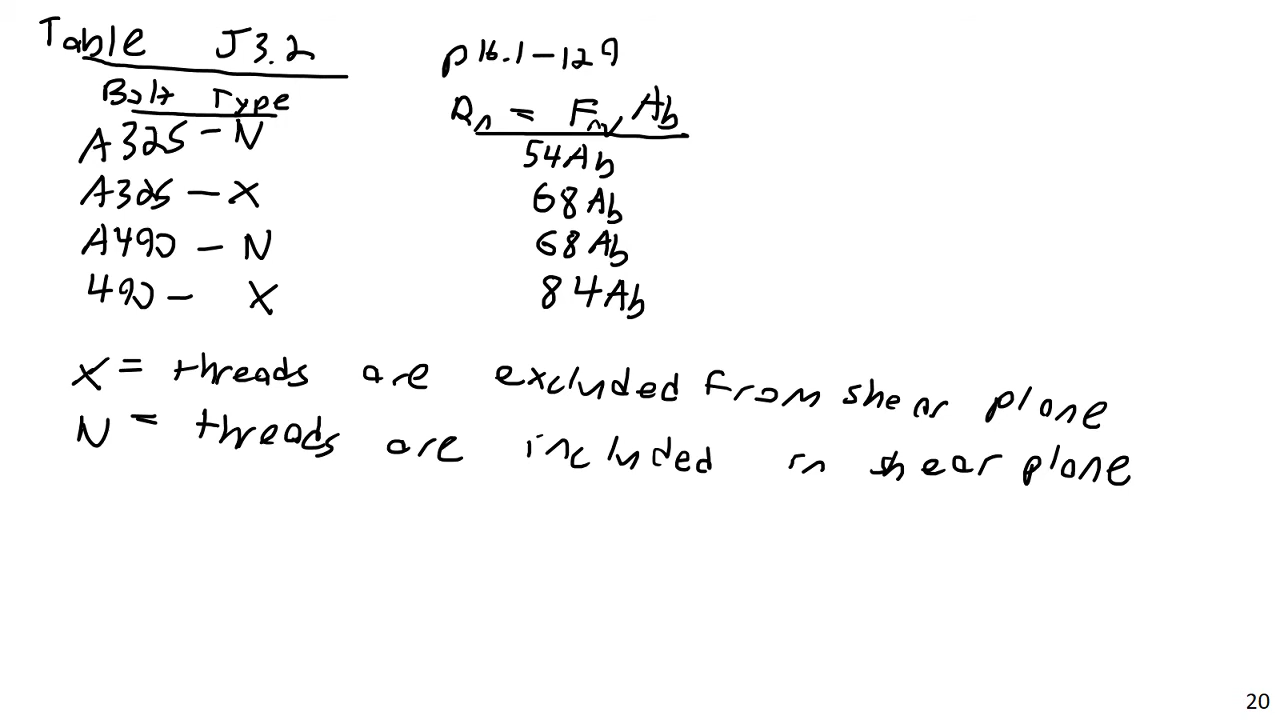 Table J3.2 p16.1-129
Bolt Type Rn = Fnv Ab
A325-N 54Ab
A325-X 68Ab
A490-N 68Ab
490-X 84Ab
X = threads are excluded from shear plane
N = threads are included in shear plane
20